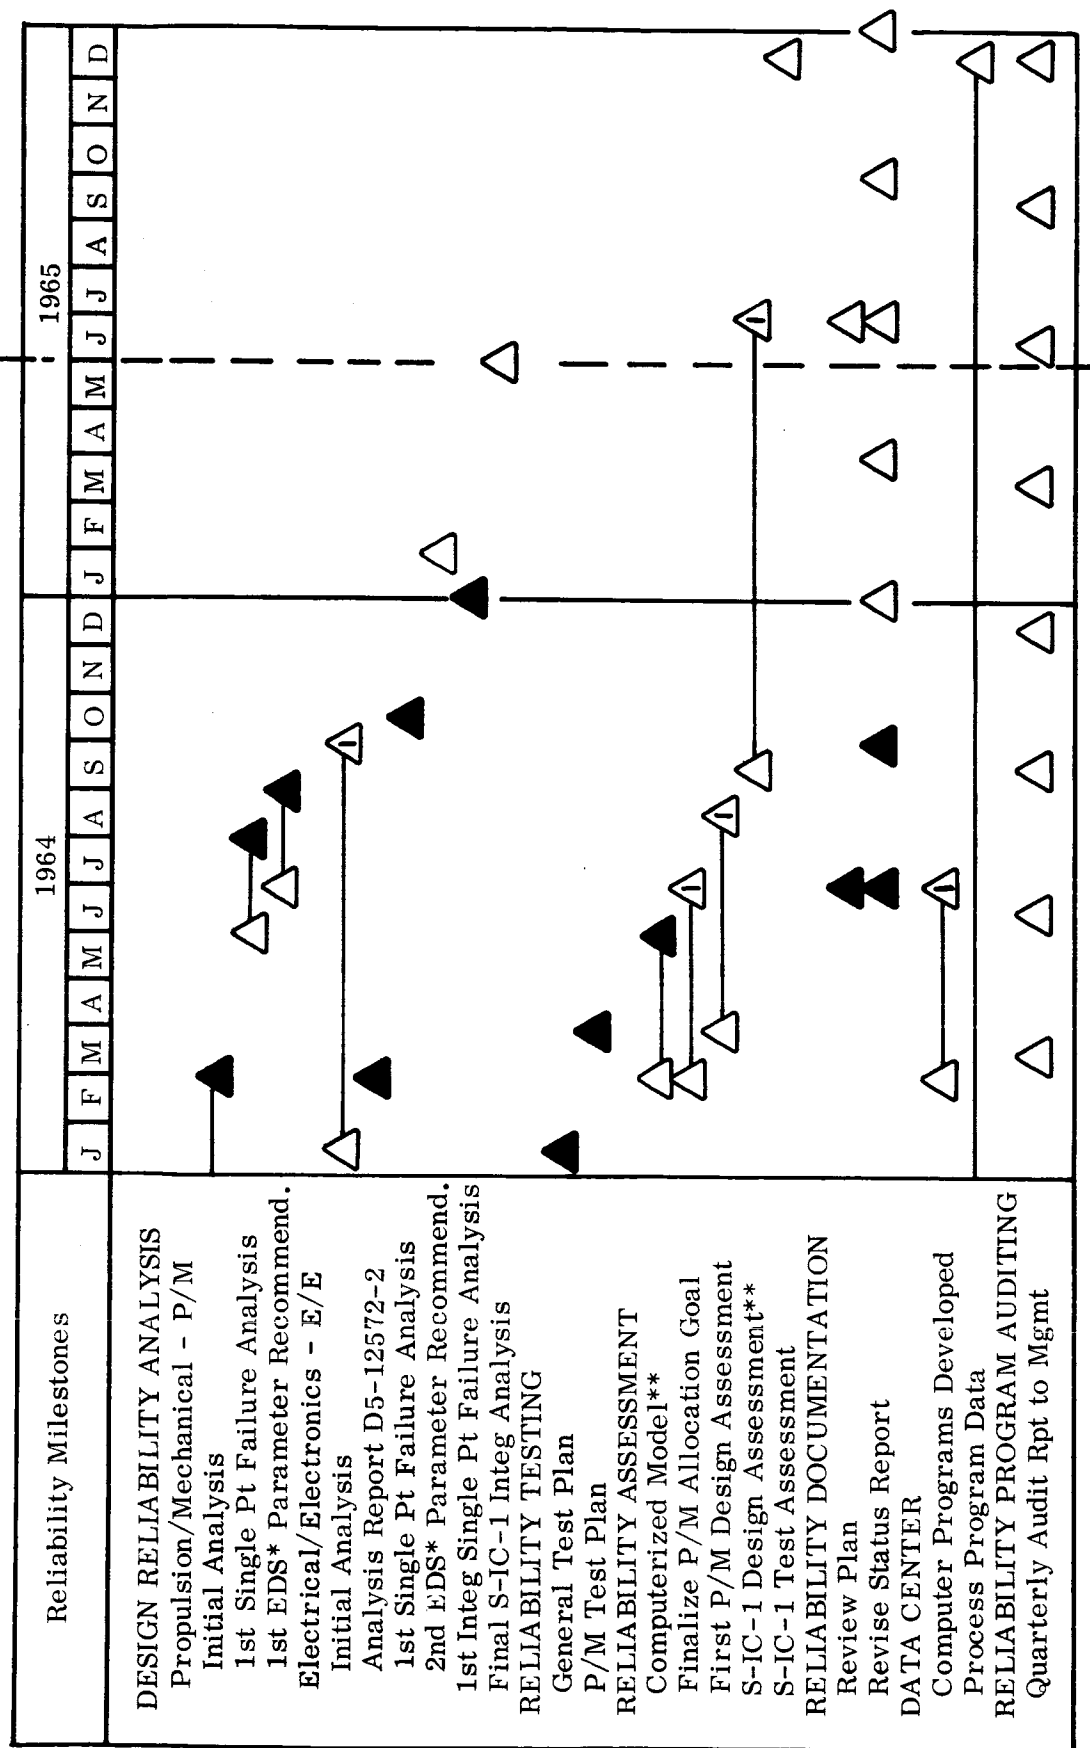 Reliability Milestones
1964
1965
J F M A M J J A S O N D J F M A M J J A S O N D
DESIGN RELIABILITY ANALYSIS
Propulsion/Mechanical - P/M
Initial Analysis
1st Single Pt Failure Analysis
1st EDS* Parameter Recommend.
Electrical/Electronics - E/E
Initial Analysis
Analysis Report D5-12572-2
1st Single Pt Failure Analysis
2nd EDS* Parameter Recommend.
1st Integ Single Pt Failure Analysis
Final S-IC-1 Integ Analysis
RELIABILITY TESTING
General Test Plan
P/M Test Plan
RELIABILITY ASSESSMENT
Computerized Model**
Finalize P/M Allocation Goal
First P/M Design Assessment
S-IC-1 Design Assessment**
S-IC-1 Test Assessment
RELIABILITY DOCUMENTATION
Review Plan
Revise Status Report
DATA CENTER
Computer Programs Developed
Process Program Data
RELIABILITY PROGRAM AUDITING
Quarterly Audit Rpt to Mgmt